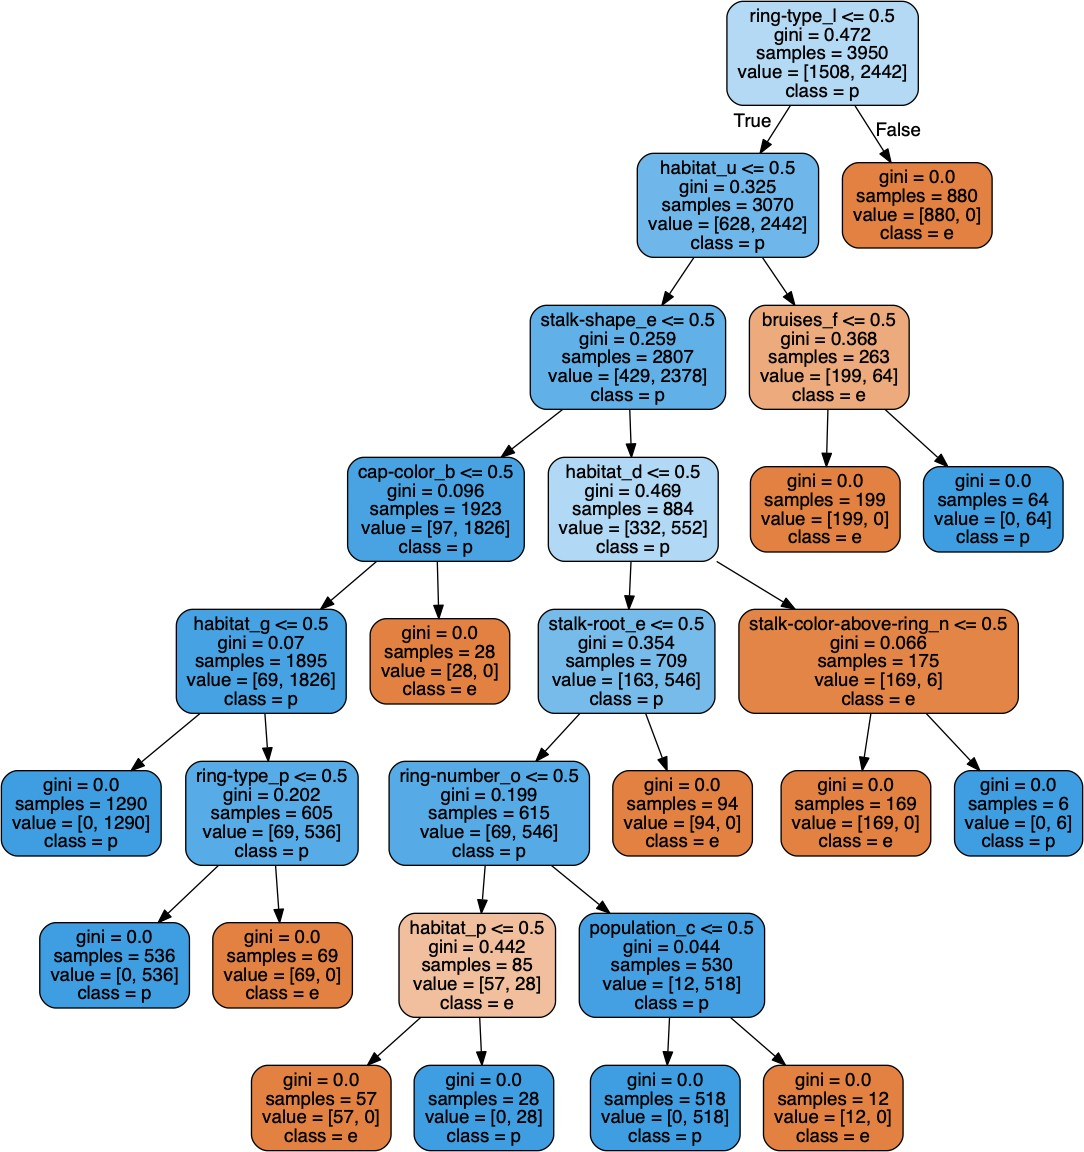 ring-type_l <= 0.5
gini = 0.472
samples = 3950
value = [1508, 2442]
class = p
True
False
habitat_u <= 0.5
gini = 0.325
samples = 3070
value = [628, 2442]
class = p
gini = 0.0
samples = 880
value = [880, 0]
class = e
stalk-shape_e <= 0.5
gini = 0.259
samples = 2807
value = [429, 2378]
class = p
bruises_f <= 0.5
gini = 0.368
samples = 263
value = [199, 64]
class = e
cap-color_b <= 0.5
gini = 0.096
samples = 1923
value = [97, 1826]
class = p
habitat_d <= 0.5
gini = 0.469
samples = 884
value = [332, 552]
class = p
gini = 0.0
samples = 199
value = [199, 0]
class = e
gini = 0.0
samples = 64
value = [0, 64]
class = p
habitat_g <= 0.5
gini = 0.07
samples = 1895
value = [69, 1826]
class = p
gini = 0.0
samples = 28
value = [28, 0]
class = e
stalk-root_e <= 0.5
gini = 0.354
samples = 709
value = [163, 546]
class = p
stalk-color-above-ring_n <= 0.5
gini = 0.066
samples = 175
value = [169, 6]
class = e
gini = 0.0
samples = 1290
value = [0, 1290]
class = p
ring-type_p <= 0.5
gini = 0.202
samples = 605
value = [69, 536]
class = p
ring-number_o <= 0.5
gini = 0.199
samples = 615
value = [69, 546]
class = p
gini = 0.0
samples = 94
value = [94, 0]
class = e
gini = 0.0
samples = 169
value = [169, 0]
class = e
gini = 0.0
samples = 6
value = [0, 6]
class = p
gini = 0.0
samples = 536
value = [0, 536]
class = p
gini = 0.0
samples = 69
value = [69, 0]
class = e
habitat_p <= 0.5
gini = 0.442
samples = 85
value = [57, 28]
class = e
population_c <= 0.5
gini = 0.044
samples = 530
value = [12, 518]
class = p
gini = 0.0
samples = 57
value = [57, 0]
class = e
gini = 0.0
samples = 28
value = [0, 28]
class = p
gini = 0.0
samples = 518
value = [0, 518]
class = p
gini = 0.0
samples = 12
value = [12, 0]
class = e